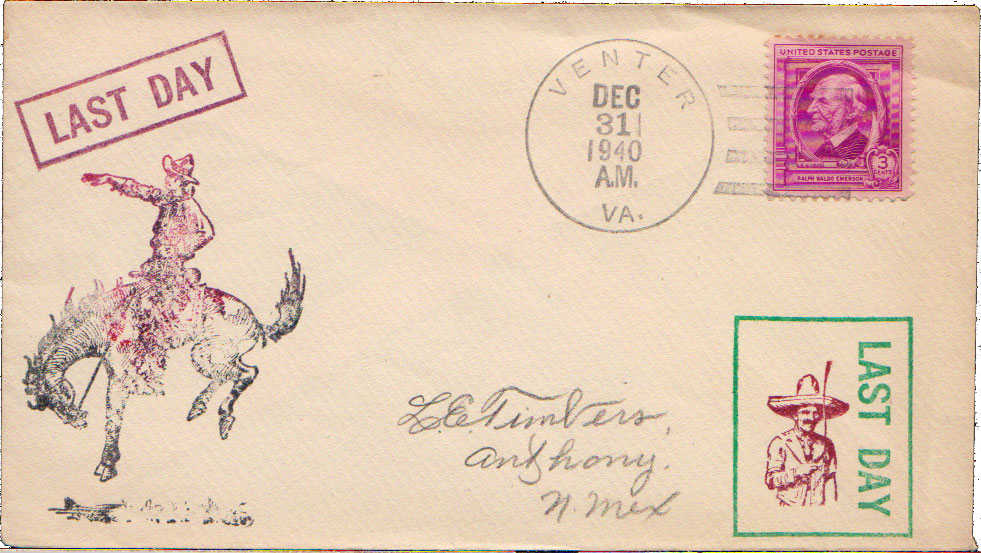 LAST DAY
VENTER
DEC
31
1940
A.M.
VA.
UNITED STATES POSTAGE
3
CENTS
RALPH WALDO EMERSON
L.E. Timbers,
Anthony.
N. Mex
LAST DAY